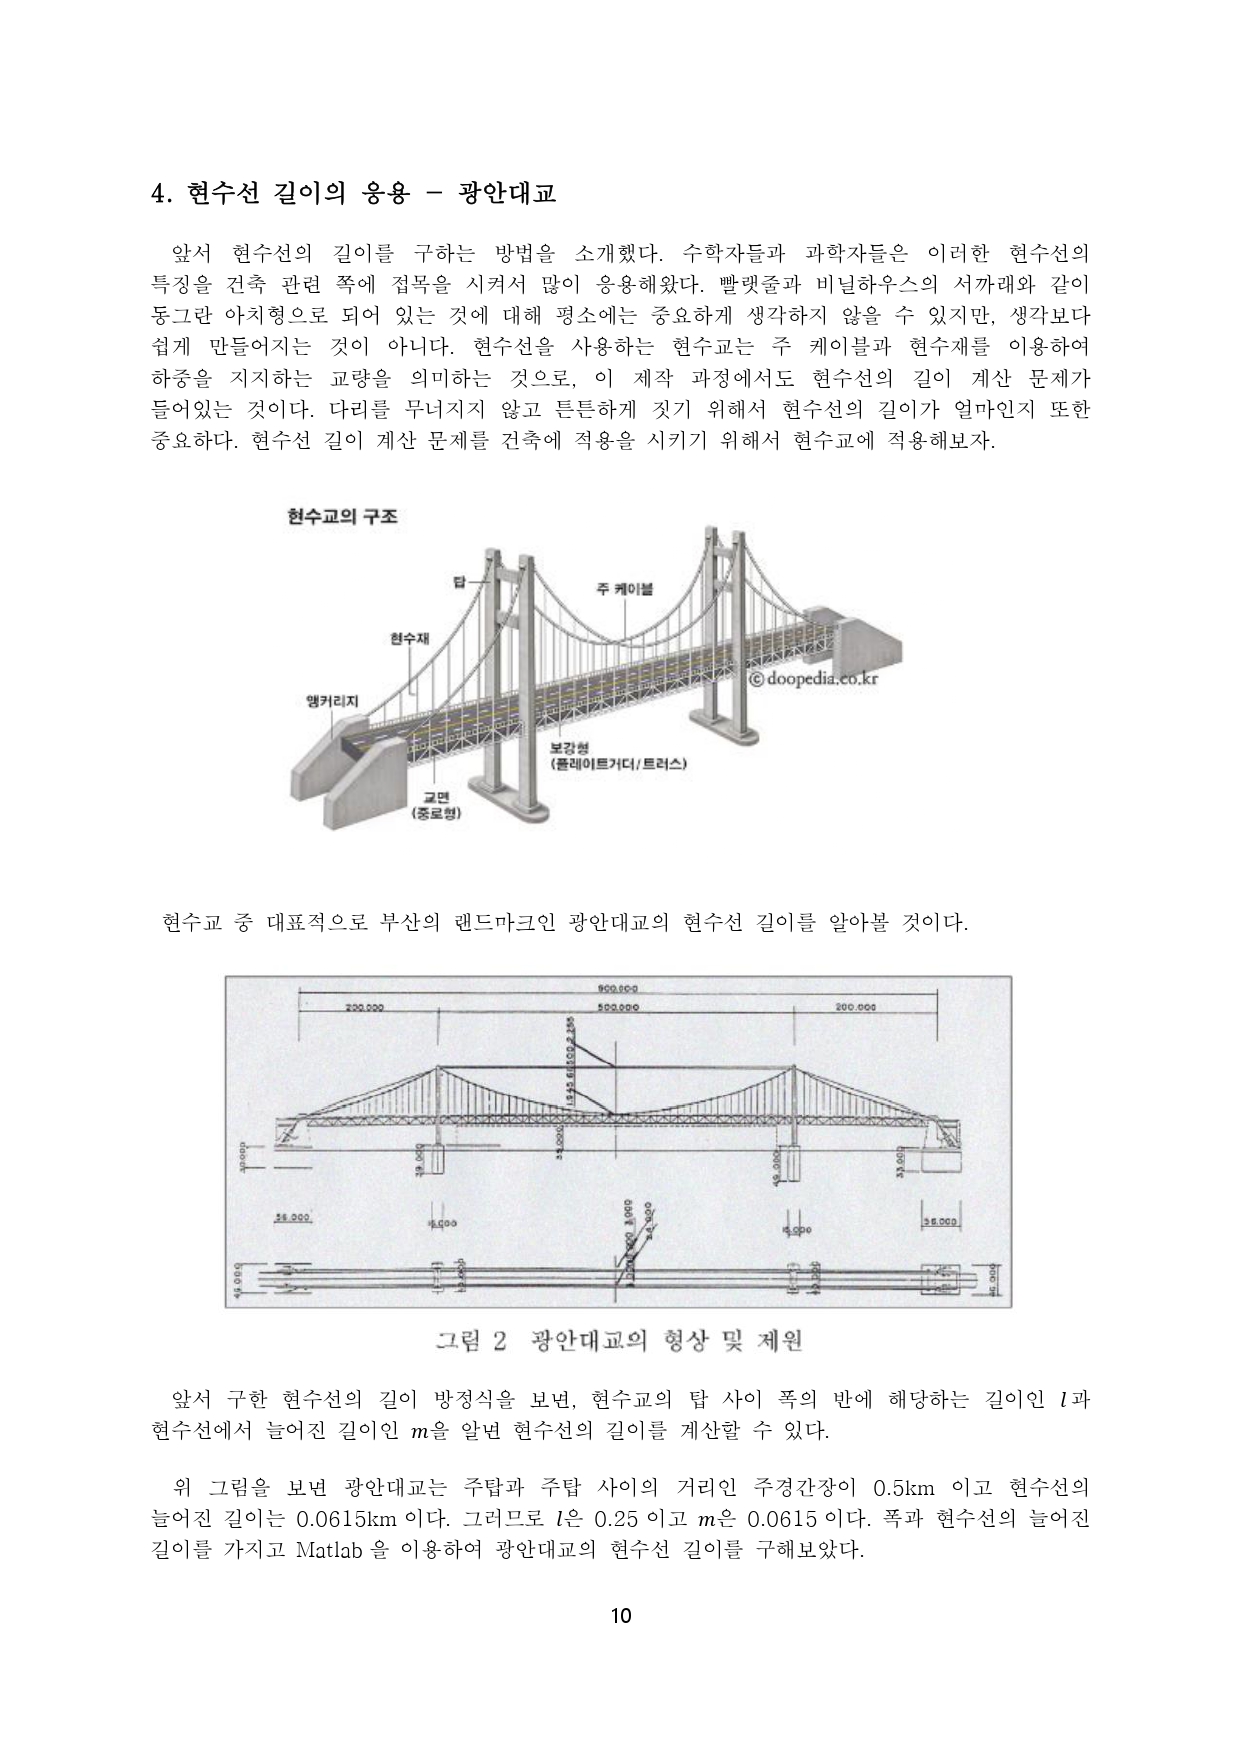 4. 현수선 길이의 응용 – 광안대교
앞서 현수선의 길이를 구하는 방법을 소개했다. 수학자들과 과학자들은 이러한 현수선의
특징을 건축 관련 쪽에 접목을 시켜서 많이 응용해왔다. 빨랫줄과 비닐하우스의 서까래와 같이
동그란 아치형으로 되어 있는 것에 대해 평소에는 중요하게 생각하지 않을 수 있지만, 생각보다
쉽게 만들어지는 것이 아니다. 현수선을 사용하는 현수교는 주 케이블과 현수재를 이용하여
하중을 지지하는 교량을 의미하는 것으로, 이 제작 과정에서도 현수선의 길이 계산 문제가
들어있는 것이다. 다리를 무너지지 않고 튼튼하게 짓기 위해서 현수선의 길이가 얼마인지 또한
중요하다. 현수선 길이 계산 문제를 건축에 적용을 시키기 위해서 현수교에 적용해보자.
현수교의 구조
탑
주 케이블
현수재
ⓒdoopedia.co.kr
앵커리지
보강형
(플레이트거더/트러스)
교면
(중로형)
현수교 중 대표적으로 부산의 랜드마크인 광안대교의 현수선 길이를 알아볼 것이다.
900.000
200.000 500.000 200.000
56.000 15.000 15.000 56.000
그림 2 광안대교의 형상 및 제원
앞서 구한 현수선의 길이 방정식을 보면, 현수교의 탑 사이 폭의 반에 해당하는 길이인 l과
현수선에서 늘어진 길이인 m을 알면 현수선의 길이를 계산할 수 있다.
위 그림을 보면 광안대교는 주탑과 주탑 사이의 거리인 주경간장이 0.5km 이고 현수선의
늘어진 길이는 0.0615km 이다. 그러므로 l은 0.25 이고 m은 0.0615 이다. 폭과 현수선의 늘어진
길이를 가지고 Matlab 을 이용하여 광안대교의 현수선 길이를 구해보았다.
10